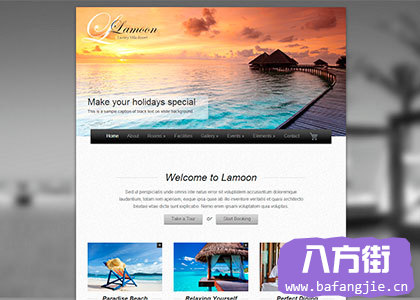 Lamoon
Luxury Villa Resort
Make your holidays special
This is a sample caption of black text on white background.
Home About Rooms Facilities Gallery Events Elements Contact
Welcome to Lamoon
Sed ut perspiciatis unde omnis iste natus error sit voluptatem accusantium doloremque
laudantium, totam rem aperiam, eaque ipsa quae ab illo inventore veritatis et quasi architecto
beatae vitae dicta sunt explicabo. Nemo enim ipsam voluptatem quia voluptas.
Take a Tour or Start Booking
Paradise Beach Relaxing Yourself Perfect Dining
八方街
www.bafangjie.cn